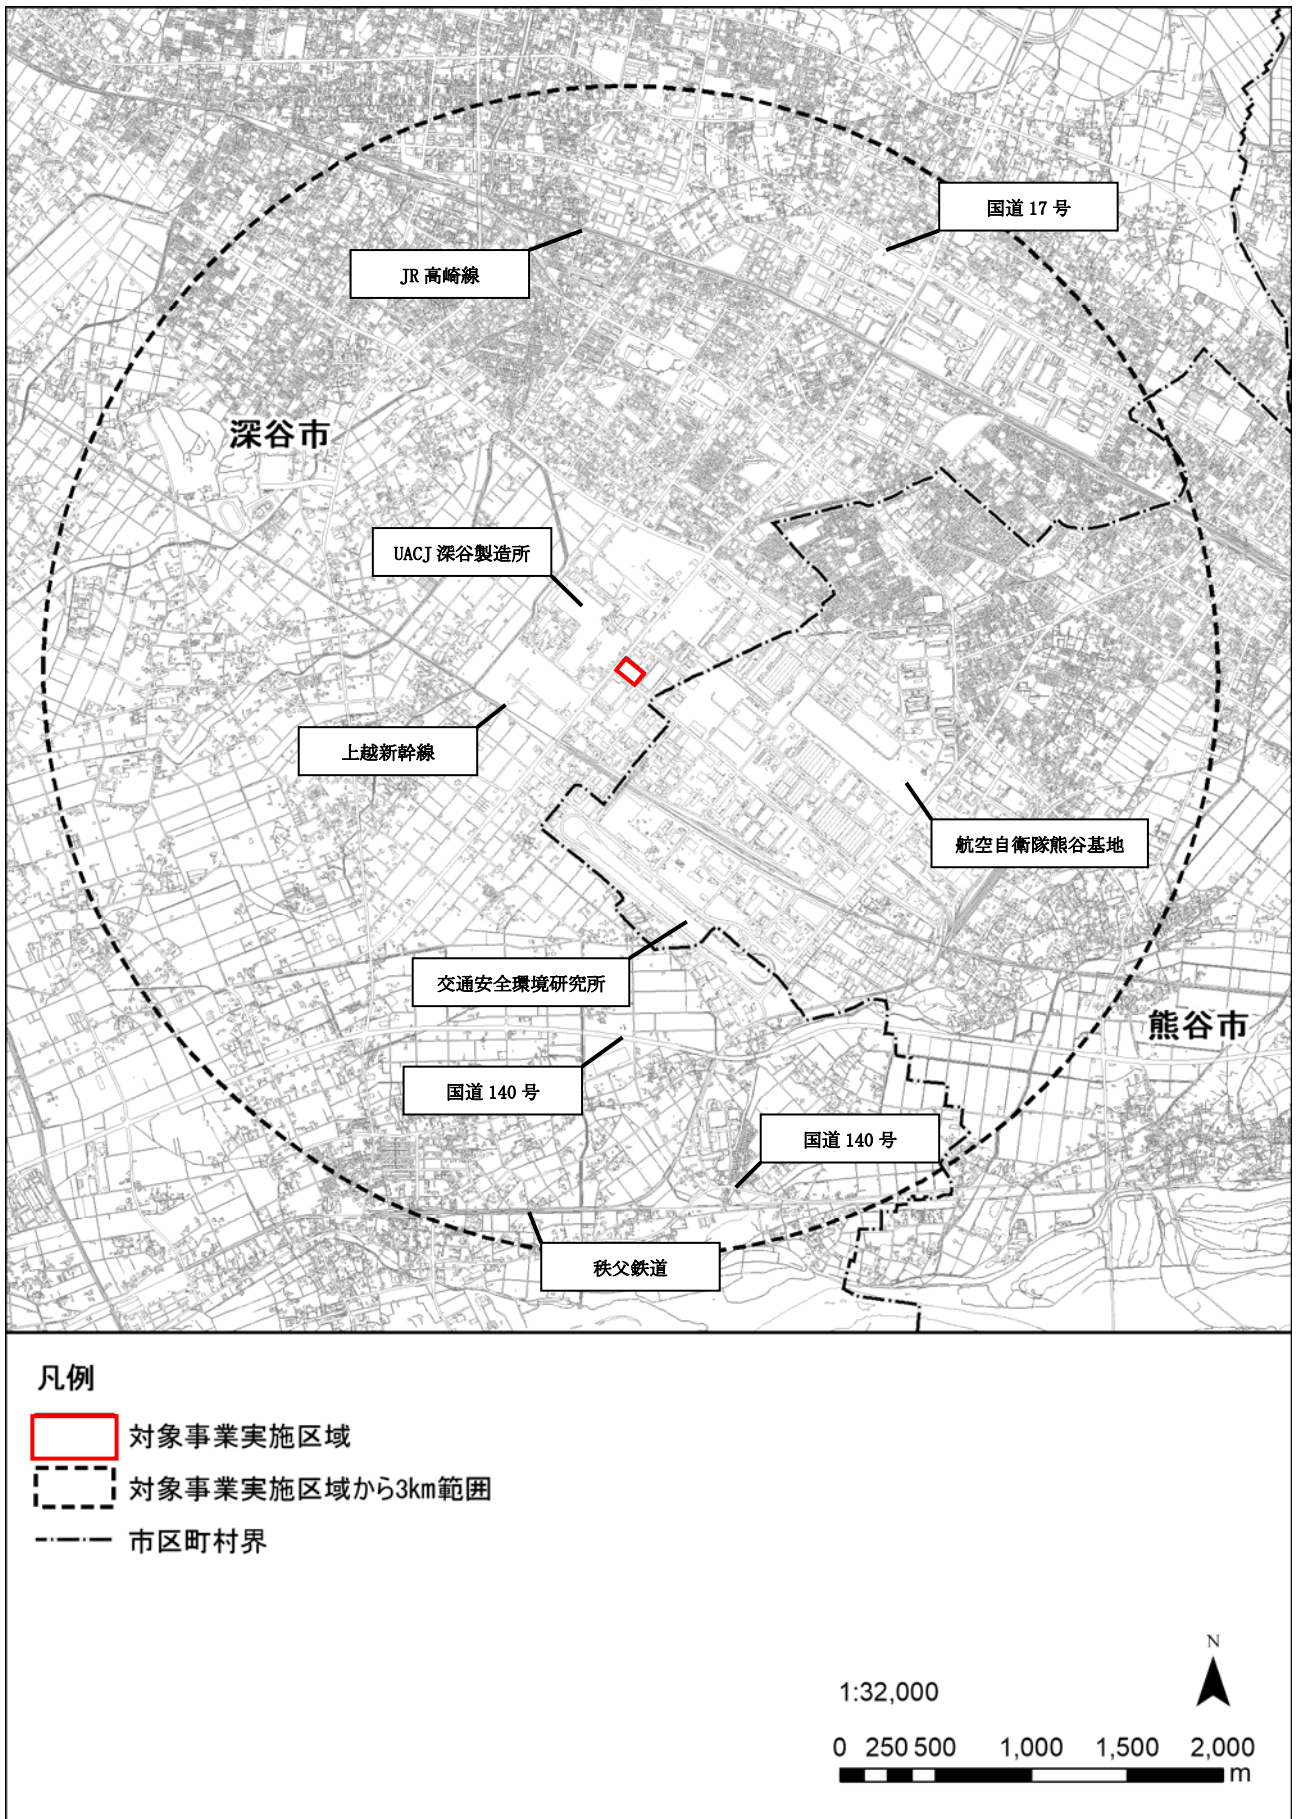 国道 17 号
JR 高崎線
深谷市
UACJ 深谷製造所
上越新幹線
航空自衛隊熊谷基地
交通安全環境研究所
熊谷市
国道 140 号
国道 140 号
秩父鉄道
凡例
対象事業実施区域
対象事業実施区域から3km範囲
市区町村界
N
1:32,000
0 250 500 1,000 1,500 2,000
m